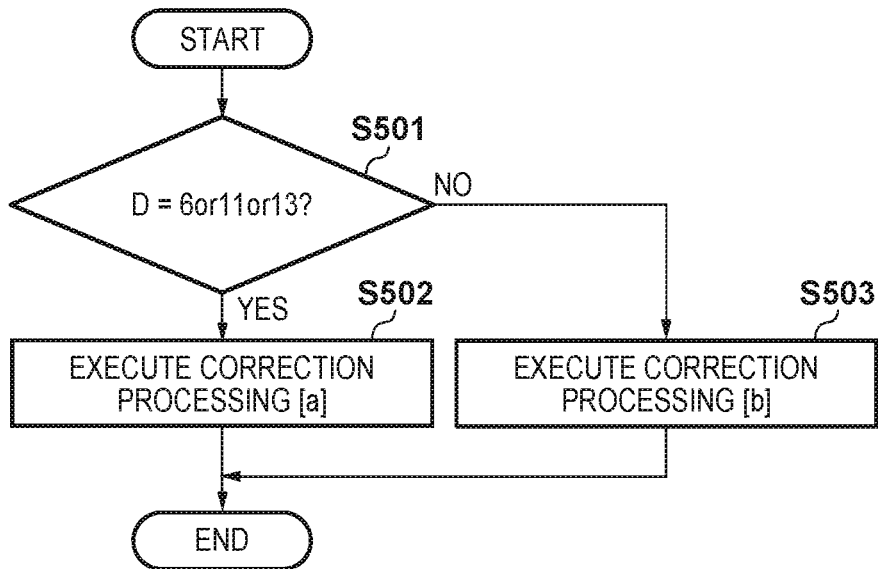 START
S501
D = 6or11or13?
NO
YES
S502
S503
EXECUTE CORRECTION
PROCESSING [a]
EXECUTE CORRECTION
PROCESSING [b]
END